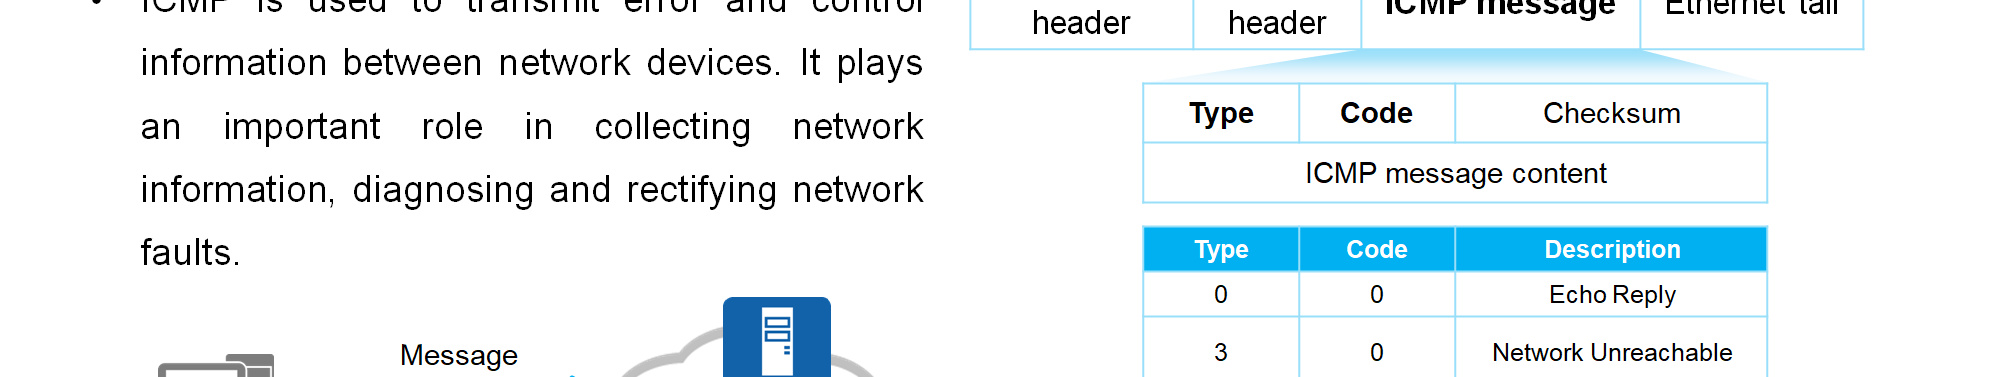 ICMP is used to transmit error and control
information between network devices. It plays
an important role in collecting network
information, diagnosing and rectifying network
faults.
Message
header
header
ICMP message
Ethernet tail
Type Code Checksum
ICMP message content
Type Code Description
0 0 Echo Reply
3 0 Network Unreachable